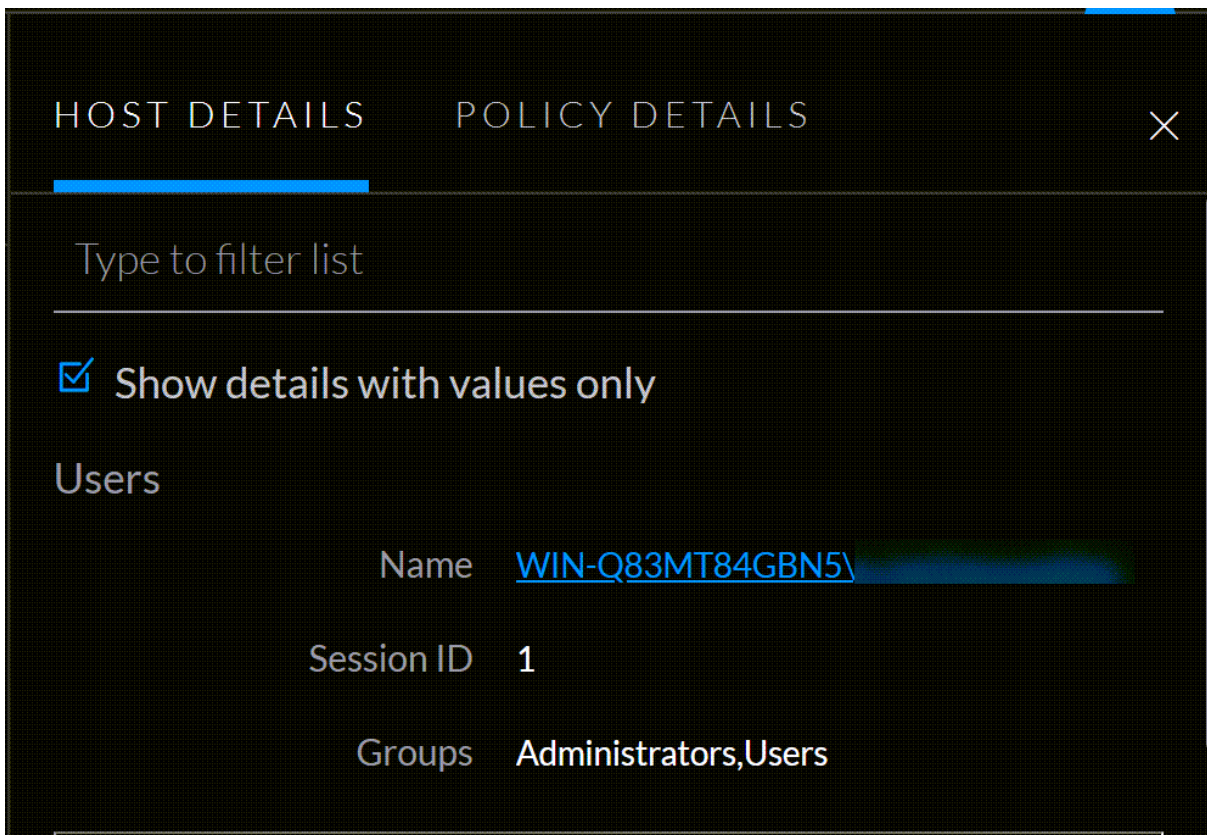 HOST DETAILS POLICY DETAILS
Type to filter list
Show details with values only
Users
Name WIN-Q83MT84GBN5\
Session ID 1
Groups Administrators,Users